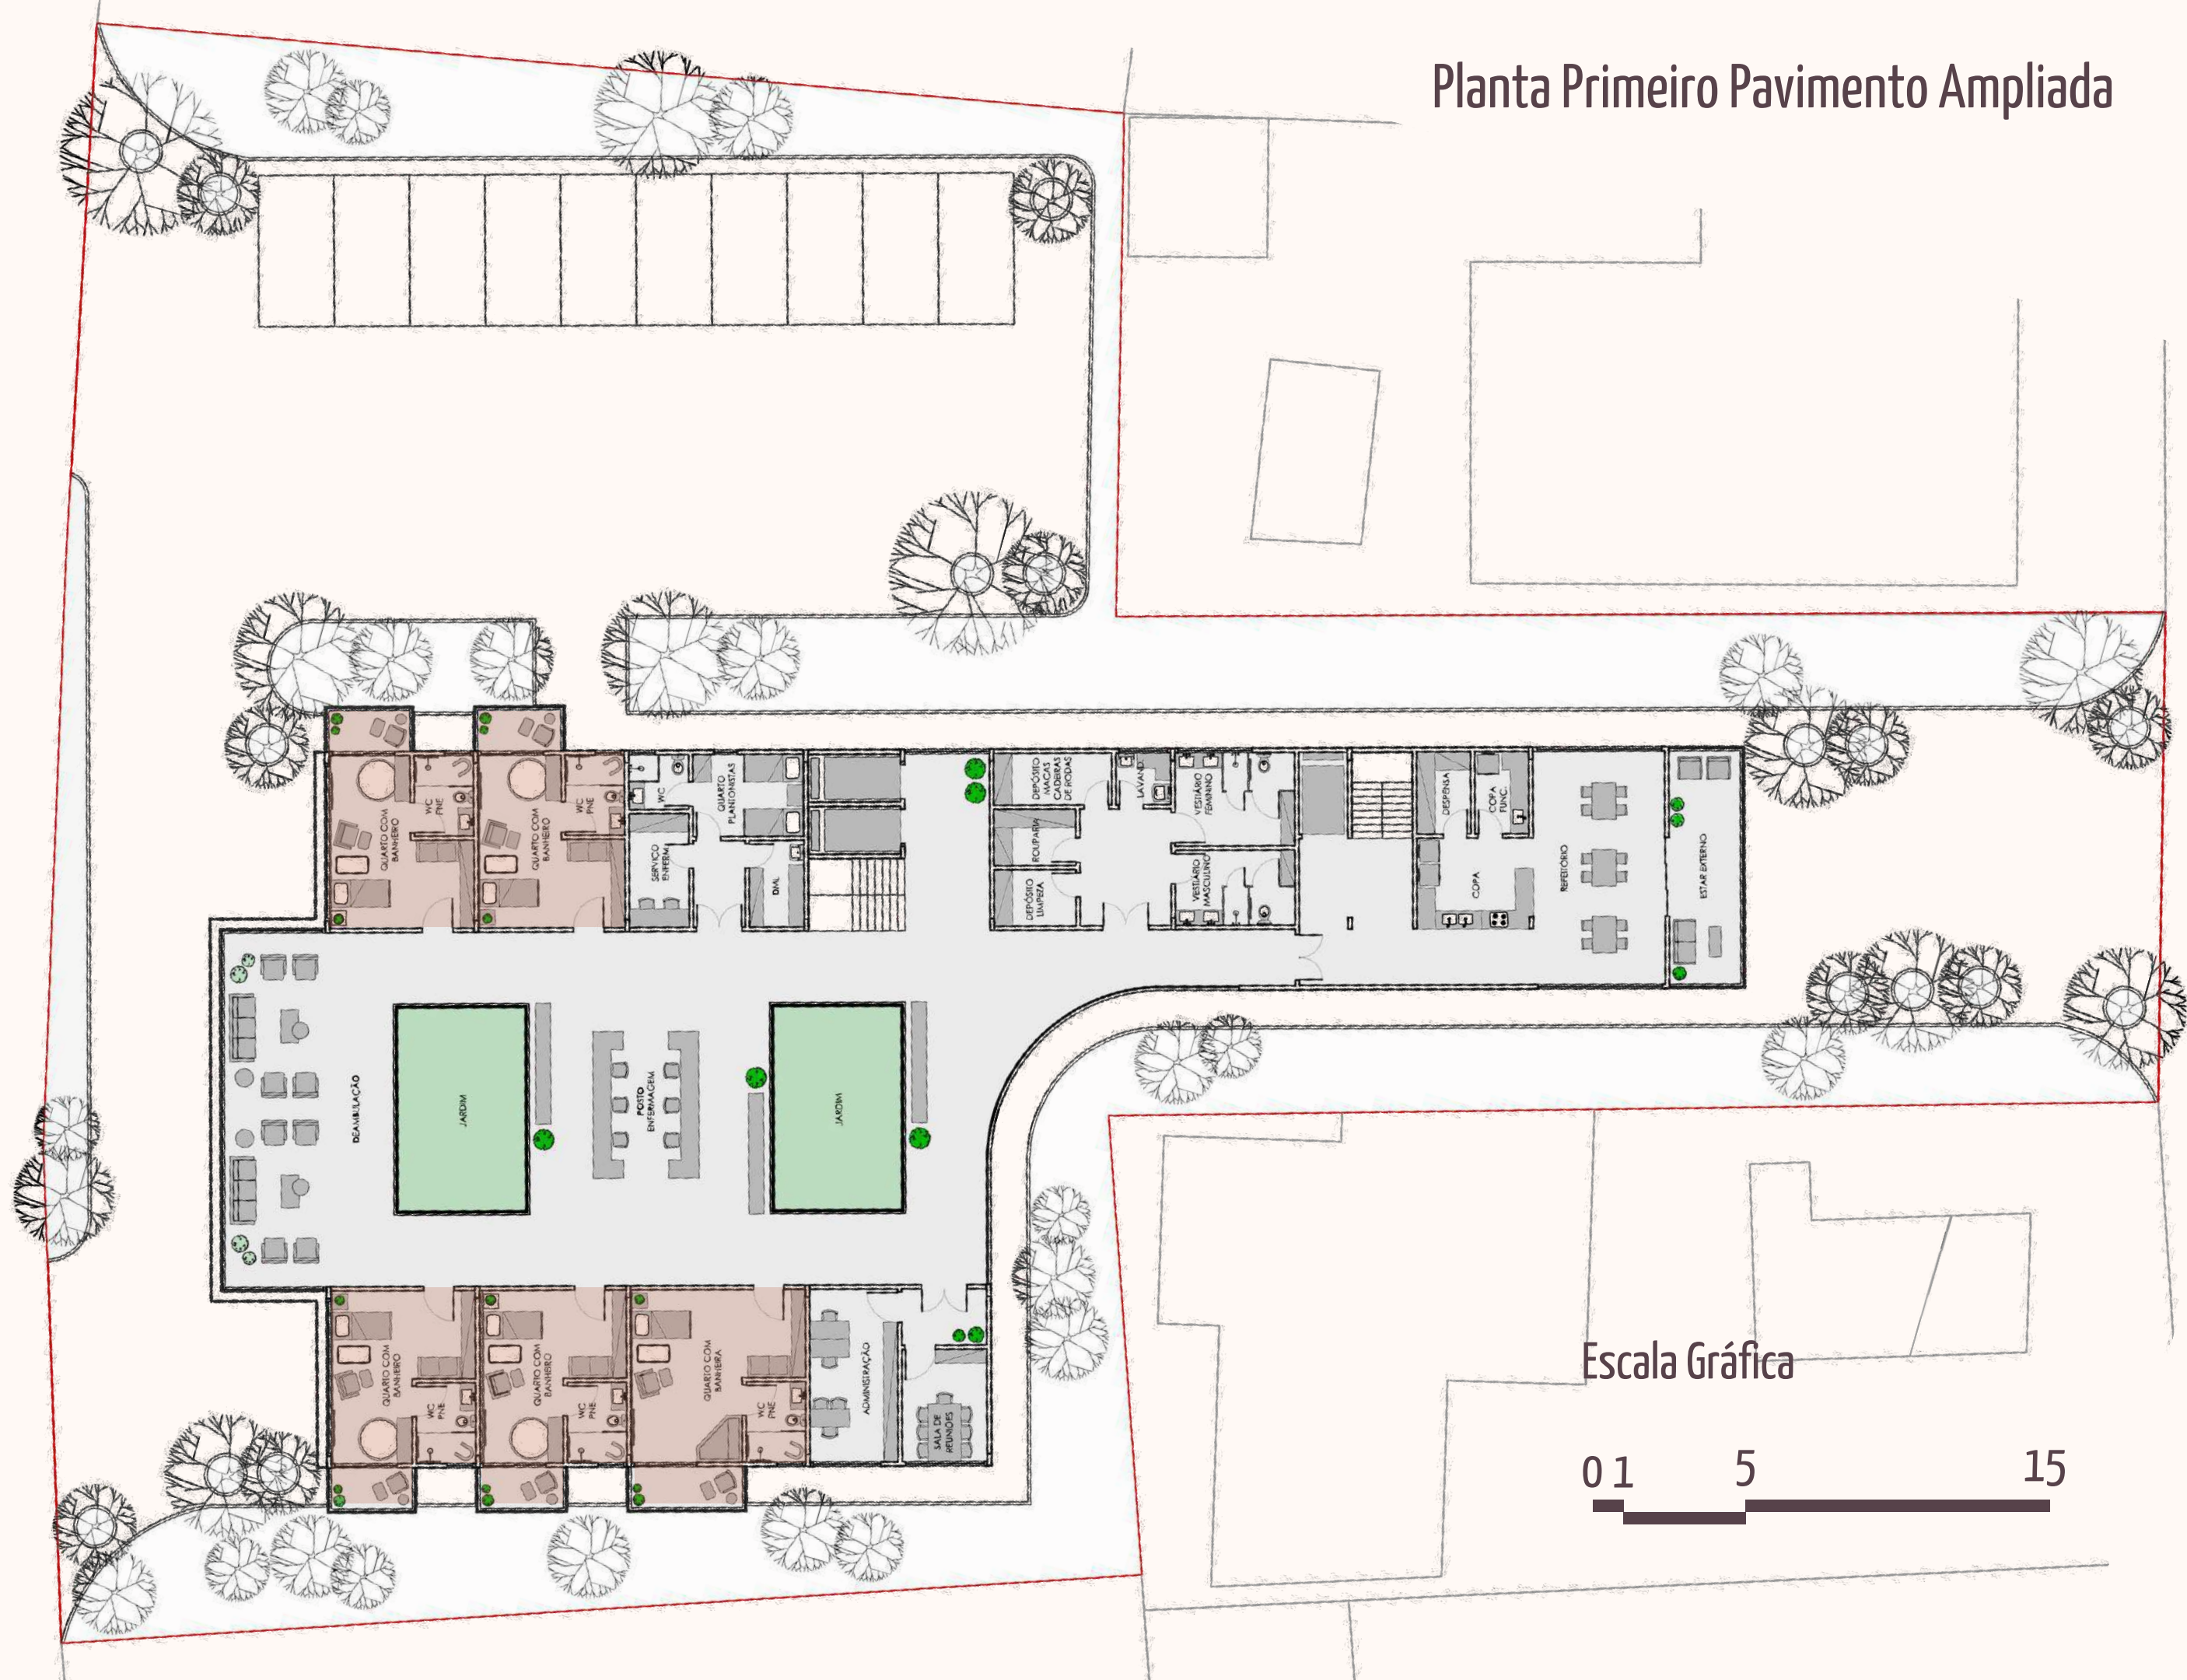 Planta Primeiro Pavimento Ampliada
QUARTO COM
BANHEIRO
WC
PNE
QUARTO COM
BANHEIRO
WC
PNE
WC
QUARTO
PLANTONISTAS
SERVIÇO
ENFERM.
DML
DEPÓSITO
MACAS
CADEIRAS
DE RODAS
LAVAND.
ROUPARIA
DEPÓSITO
LIMPEZA
VESTIÁRIO
FEMININO
VESTIÁRIO
MASCULINO
DESPENSA
COPA
FUNC.
COPA
REFEITÓRIO
ESTAR EXTERNO
DEAMBULAÇÃO
JARDIM
POSTO
ENFERMAGEM
JARDIM
QUARTO COM
BANHEIRO
WC
PNE
QUARTO COM
BANHEIRO
WC
PNE
QUARTO COM
BANHEIRA
WC
PNE
ADMINISTRAÇÃO
SALA DE
REUNIÕES
Escala Gráfica
0 1 5 15